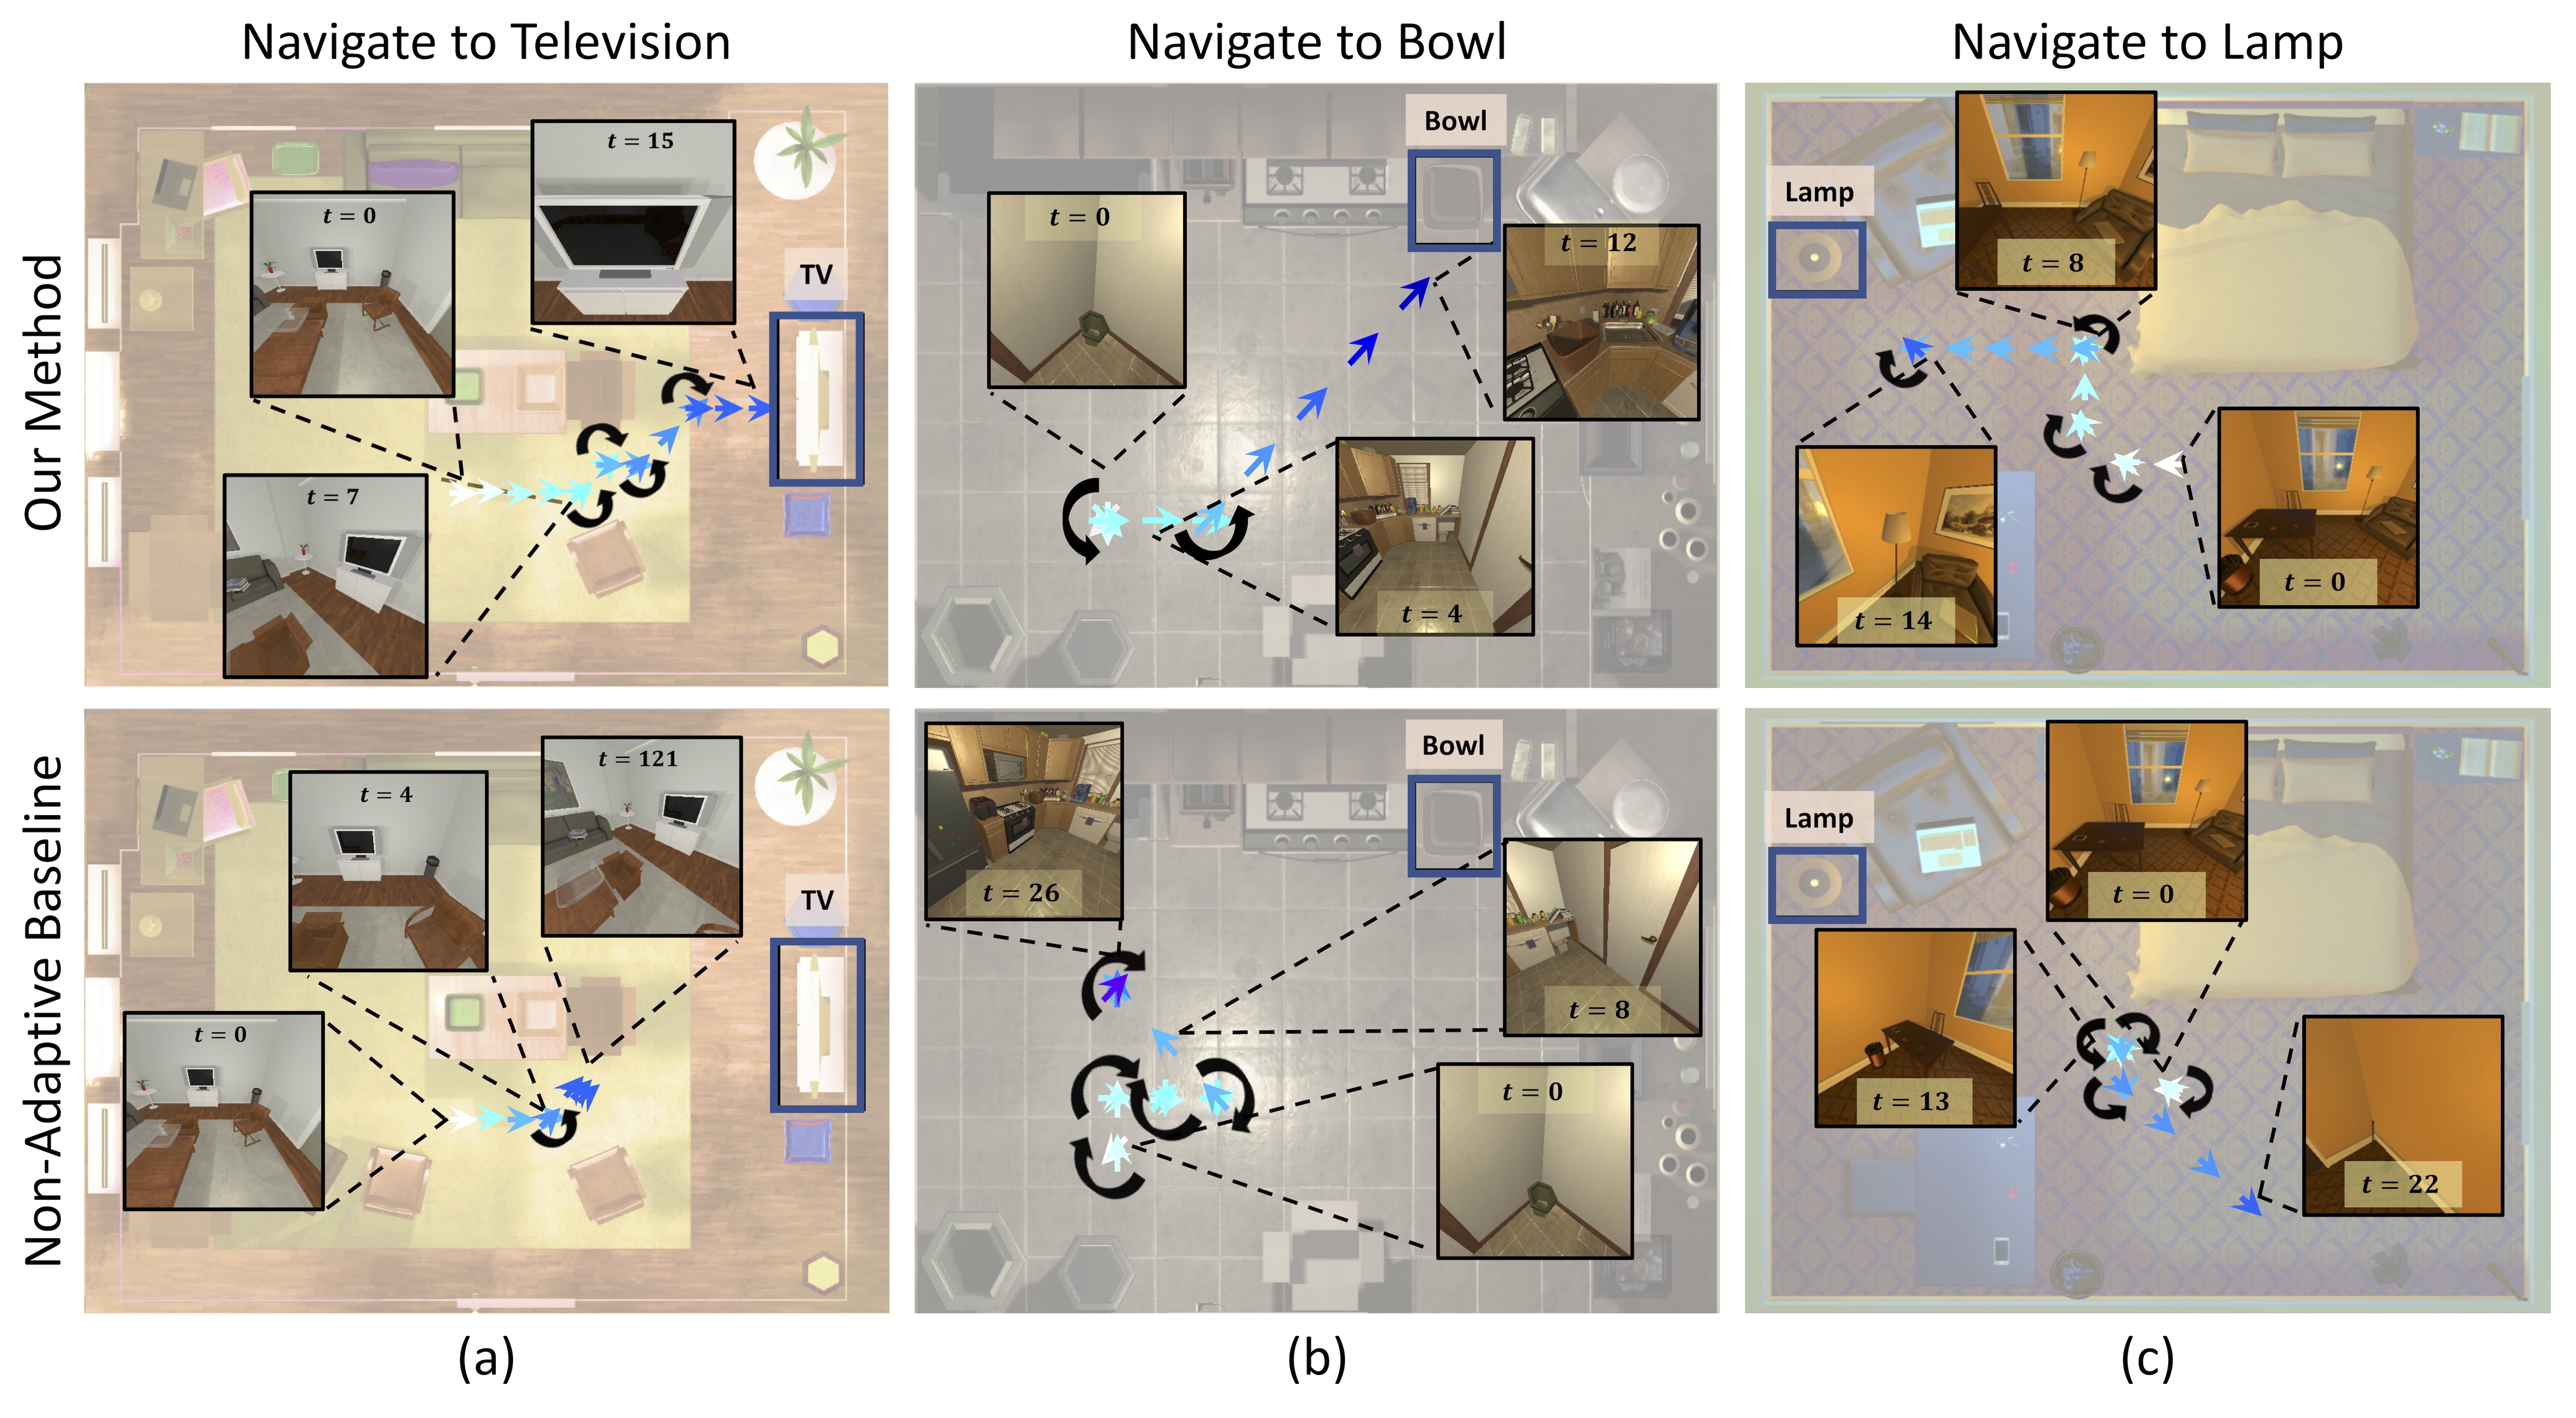 Navigate to Television
Navigate to Bowl
Navigate to Lamp
Our Method
t = 0
t = 15
TV
t = 7
t = 0
Bowl
t = 12
t = 4
Lamp
t = 8
t = 14
t = 0
Non-Adaptive Baseline
t = 0
t = 4
t = 121
TV
t = 26
Bowl
t = 8
t = 0
Lamp
t = 0
t = 13
t = 22
(a)
(b)
(c)